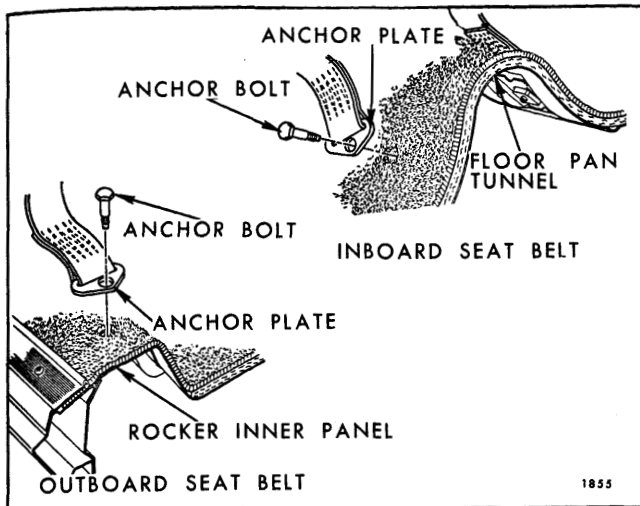 ANCHOR PLATE
ANCHOR BOLT
FLOOR PAN
TUNNEL
INBOARD SEAT BELT
ANCHOR BOLT
ANCHOR PLATE
ROCKER INNER PANEL
OUTBOARD SEAT BELT
1855